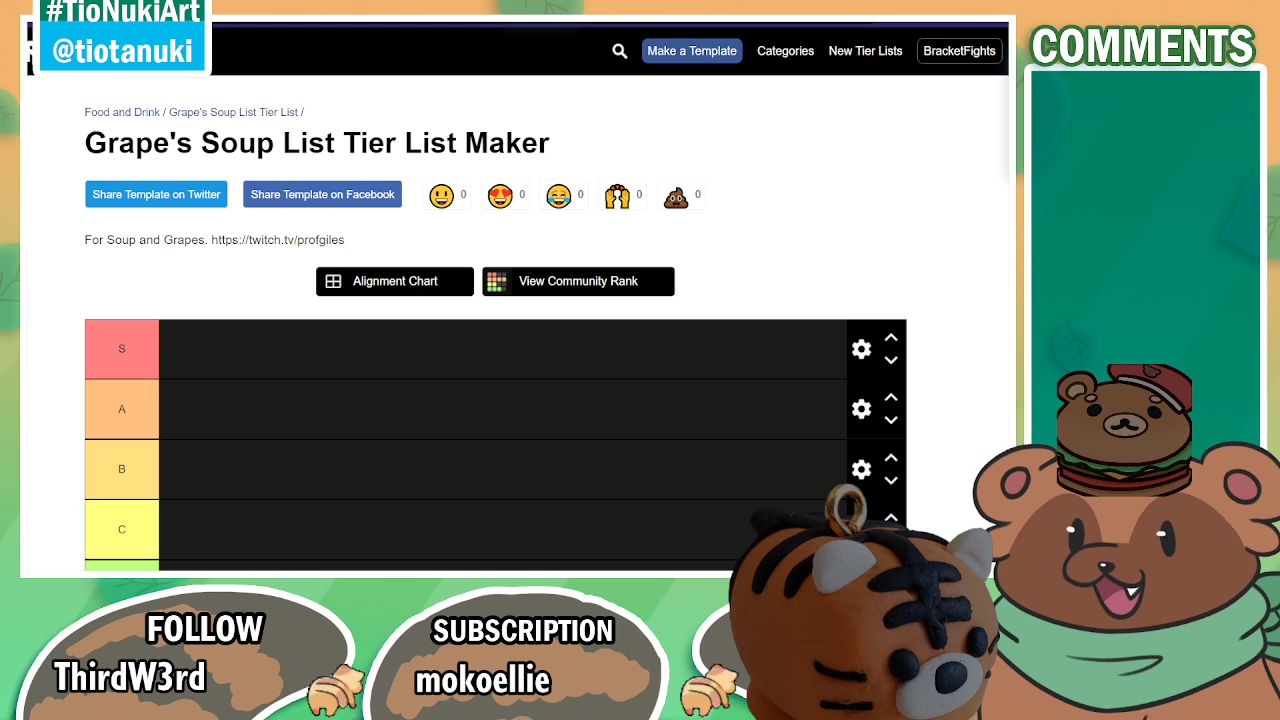 #TioNukiArt
@tiotanuki
Make a Template
Categories
New Tier Lists
BracketFights
COMMENTS
Food and Drink / Grape's Soup List Tier List /
Grape's Soup List Tier List Maker
Share Template on Twitter
Share Template on Facebook
0
0
0
0
0
For Soup and Grapes. https://twitch.tv/profgiles
Alignment Chart
View Community Rank
S
A
B
C
FOLLOW
ThirdW3rd
SUBSCRIPTION
mokoellie